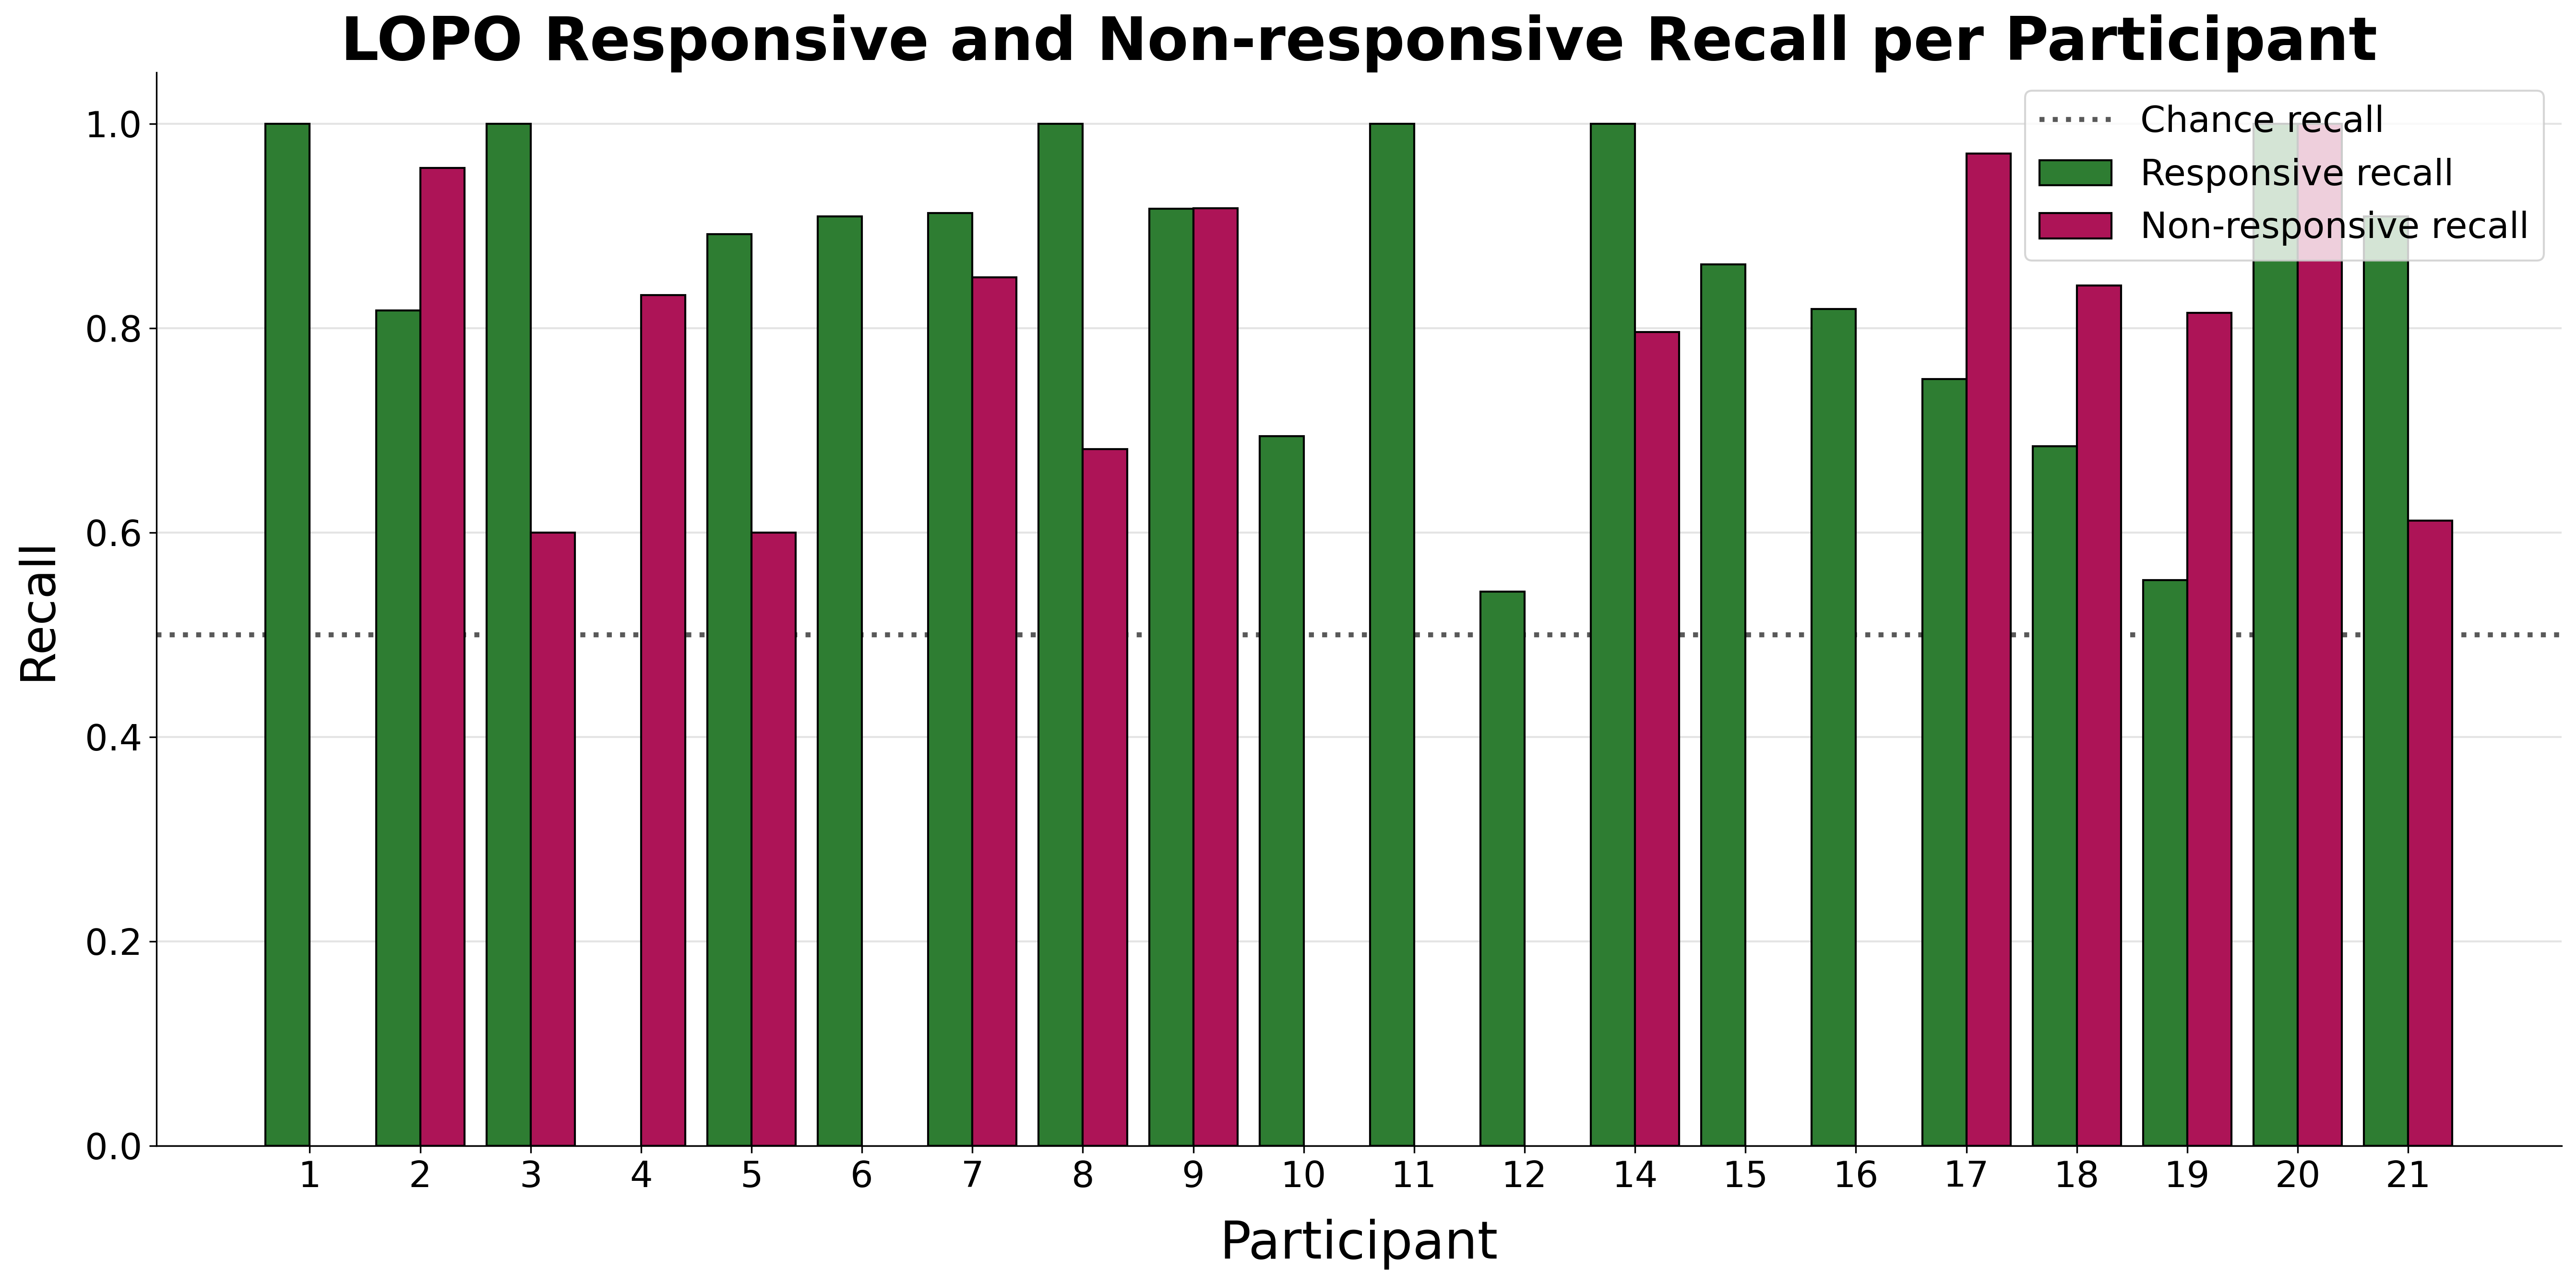 LOPO Responsive and Non-responsive Recall per Participant
Chance recall
Responsive recall
Non-responsive recall
1.0
0.8
0.6
0.4
0.2
0.0
Recall
1 2 3 4 5 6 7 8 9 10 11 12 14 15 16 17 18 19 20 21
Participant